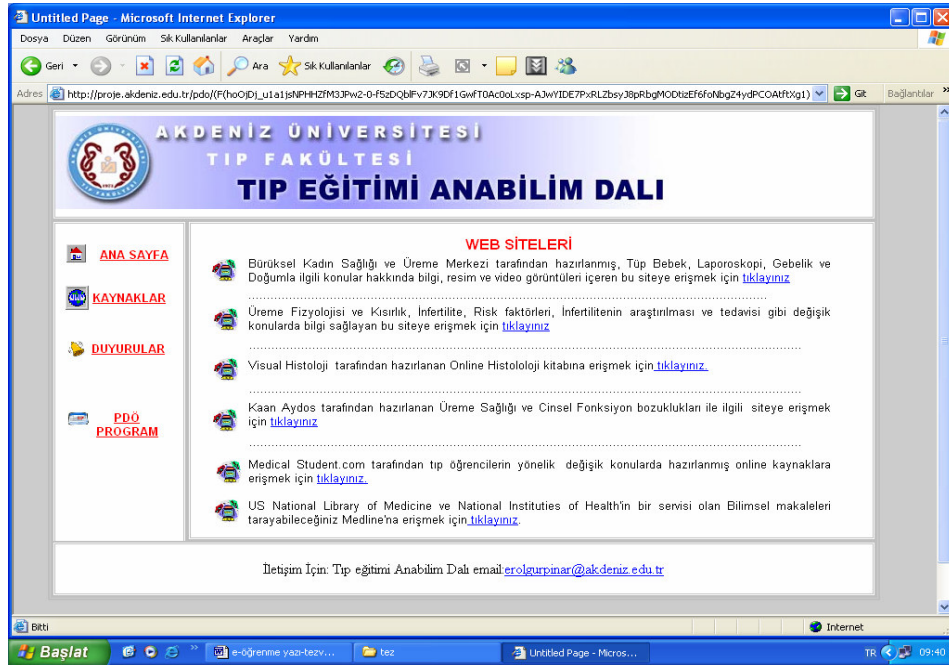 Untitled Page - Microsoft Internet Explorer
Dosya Düzen Görünüm Sık Kullanılanlar Araçlar Yardım
Geri Ara Sık Kullanılanlar
Adres Git Bağlantılar
AKDENİZ ÜNİVERSİTESİ
TIP FAKÜLTESİ
TIP EĞİTİMİ ANABİLİM DALI
ANA SAYFA
KAYNAKLAR
DUYURULAR
PDÖ
PROGRAM
WEB SİTELERİ
Bürüksel Kadın Sağlığı ve Üreme Merkezi tarafından hazırlanmış, Tüp Bebek, Laporoskopi, Gebelik ve
Doğumla ilgili konular hakkında bilgi, resim ve video görüntüleri içeren bu siteye erişmek için tıklayınız
Üreme Fizyolojisi ve Kısırlık, İnfertilite, Risk faktörleri, İnfertilitenin araştırılması ve tedavisi gibi değişik
konularda bilgi sağlayan bu siteye erişmek için tıklayınız
Visual Histoloji tarafından hazırlanan Online Histololoji kitabına erişmek için tıklayınız.
Kaan Aydos tarafından hazırlanan Üreme Sağlığı ve Cinsel Fonksiyon bozuklukları ile ilgili siteye erişmek
için tıklayınız
Medical Student.com tarafından tıp öğrencilerin yönelik değişik konularda hazırlanmış online kaynaklara
erişmek için tıklayınız.
US National Library of Medicine ve National Instituties of Health'in bir servisi olan Bilimsel makaleleri
tarayabileceğiniz Medline'na erişmek için tıklayınız.
İletişim İçin: Tıp eğitimi Anabilim Dalı email:erolgurpinar@akdeniz.edu.tr
Bitti Internet
Başlat e-öğrenme yazı-tezv... tez Untitled Page - Micros... TR 09:40